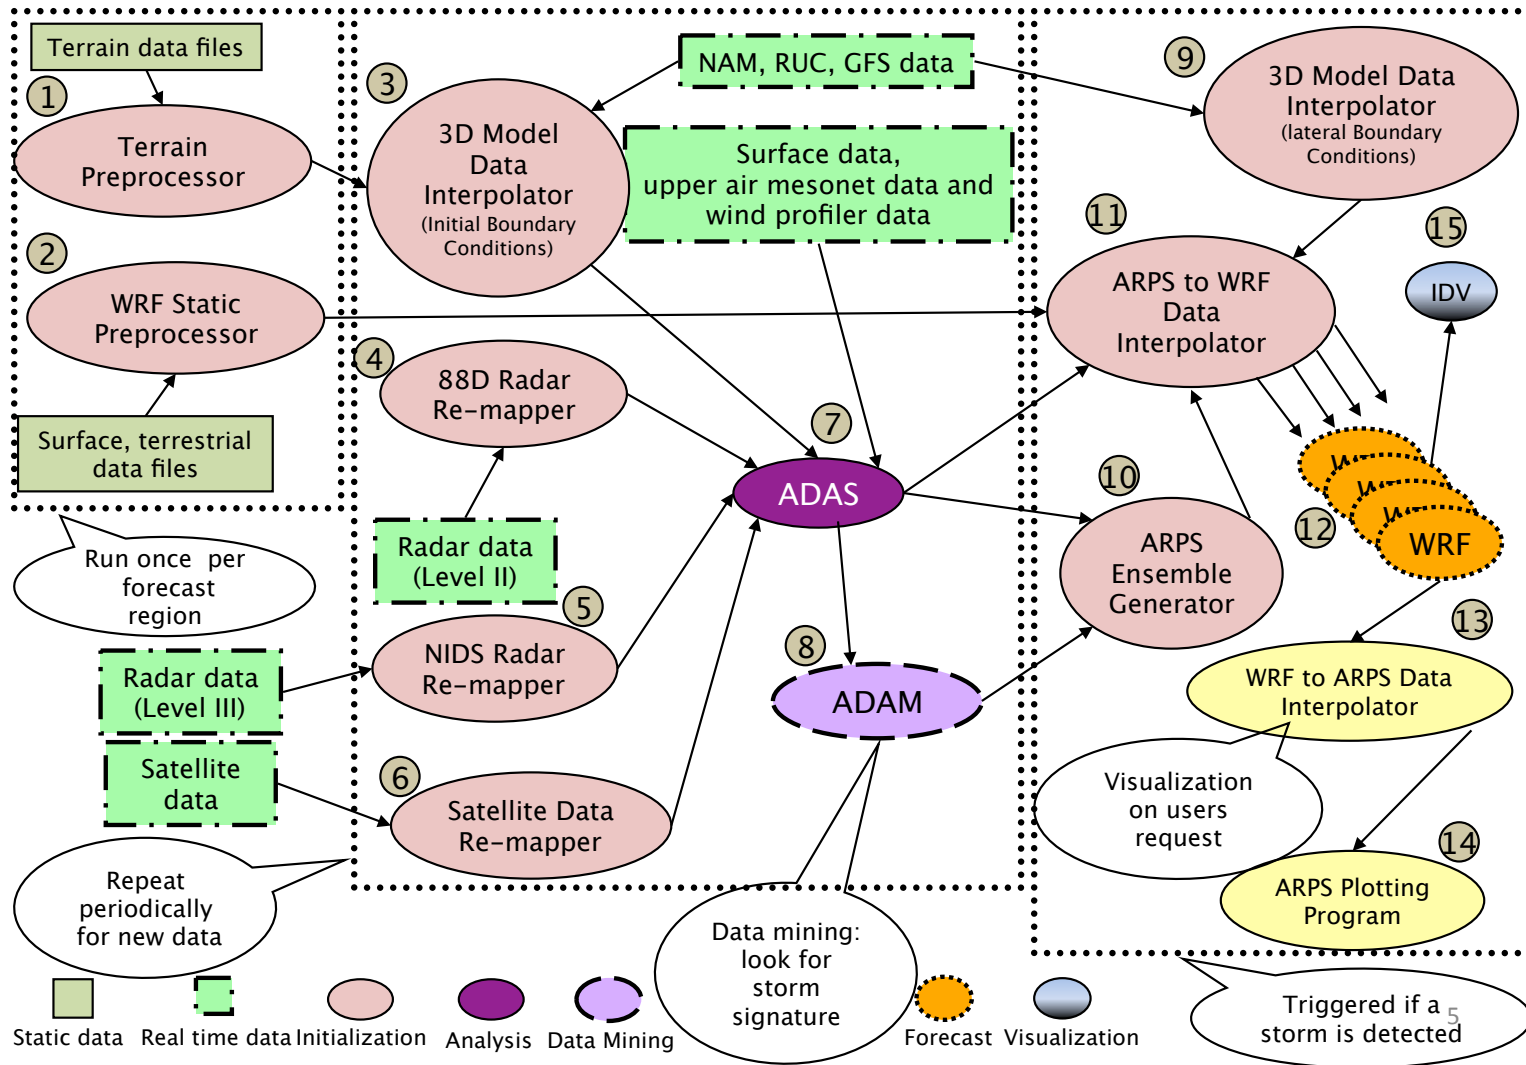 Terrain data files
1
Terrain
Preprocessor
2
WRF Static
Preprocessor
Surface, terrestrial
data files
Run once per
forecast
region
3
3D Model
Data
Interpolator
(Initial Boundary
Conditions)
NAM, RUC, GFS data
Surface data,
upper air mesonet data and
wind profiler data
4
88D Radar
Re-mapper
Radar data
(Level II)
5
NIDS Radar
Re-mapper
Radar data
(Level III)
Satellite
data
6
Satellite Data
Re-mapper
Repeat
periodically
for new data
7
ADAS
8
ADAM
Data mining:
look for
storm
signature
9
3D Model Data
Interpolator
(lateral Boundary
Conditions)
10
ARPS
Ensemble
Generator
11
ARPS to WRF
Data
Interpolator
15
IDV
12
WRF
13
WRF to ARPS Data
Interpolator
Visualization
on users
request
14
ARPS Plotting
Program
Triggered if a
storm is detected
5
Static data
Real time data
Initialization
Analysis
Data Mining
Forecast
Visualization